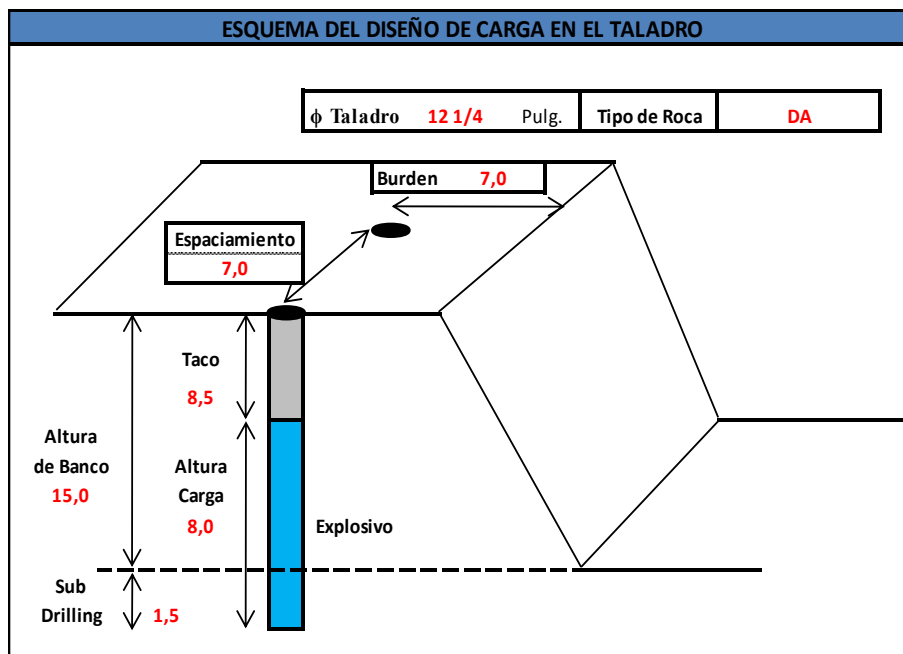 ESQUEMA DEL DISEÑO DE CARGA EN EL TALADRO
ϕ Taladro 12 1/4 Pulg. Tipo de Roca DA
Burden 7,0
Espaciamiento
7,0
Taco
8,5
Altura
de Banco
15,0
Altura
Carga
8,0
Explosivo
Sub
Drilling 1,5